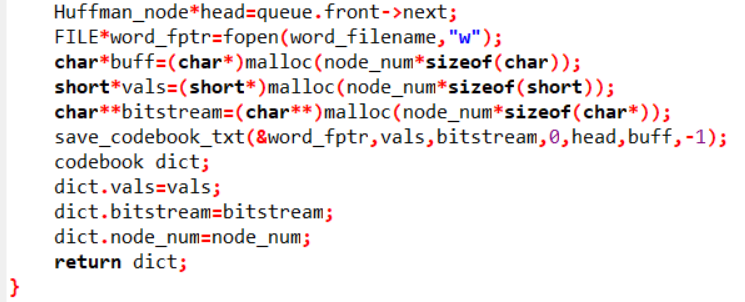 Huffman_node*head=queue.front->next;
FILE*word_fptr=fopen(word_filename,"w");
char*buff=(char*)malloc(node_num*sizeof(char));
short*vals=(short*)malloc(node_num*sizeof(short));
char**bitstream=(char**)malloc(node_num*sizeof(char*));
save_codebook_txt(&word_fptr,vals,bitstream,0,head,buff,-1);
codebook dict;
dict.vals=vals;
dict.bitstream=bitstream;
dict.node_num=node_num;
return dict;
}